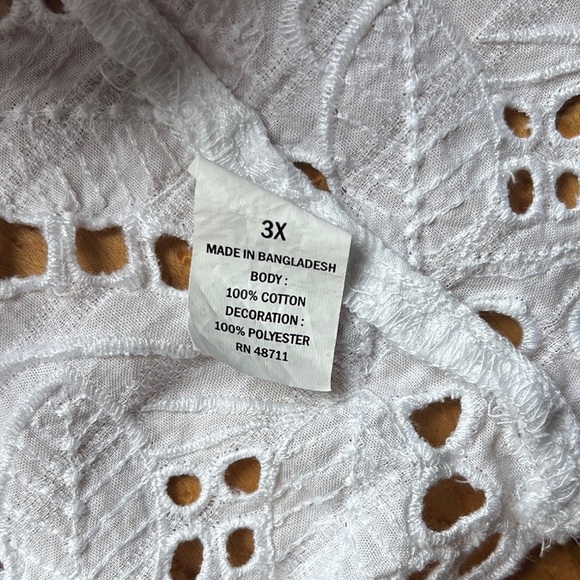 3X
MADE IN BANGLADESH
BODY :
100% COTTON
DECORATION :
100% POLYESTER
RN 48711